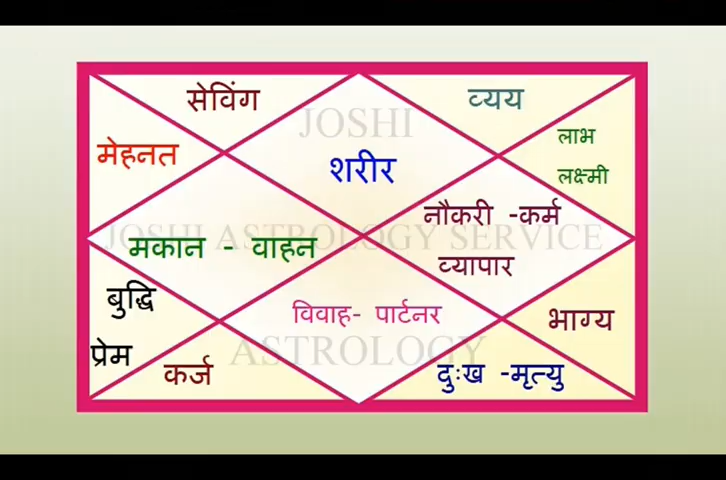 सेविंग
व्यय
JOSHI
लाभ
मेहनत
शरीर
लक्ष्मी
नौकरी -कर्म
JOSHI ASTROLOGY SERVICE
मकान - वाहन
व्यापार
बुद्धि
विवाह- पार्टनर
भाग्य
प्रेम
ASTROLOGY
कर्ज
दुःख -मृत्यु